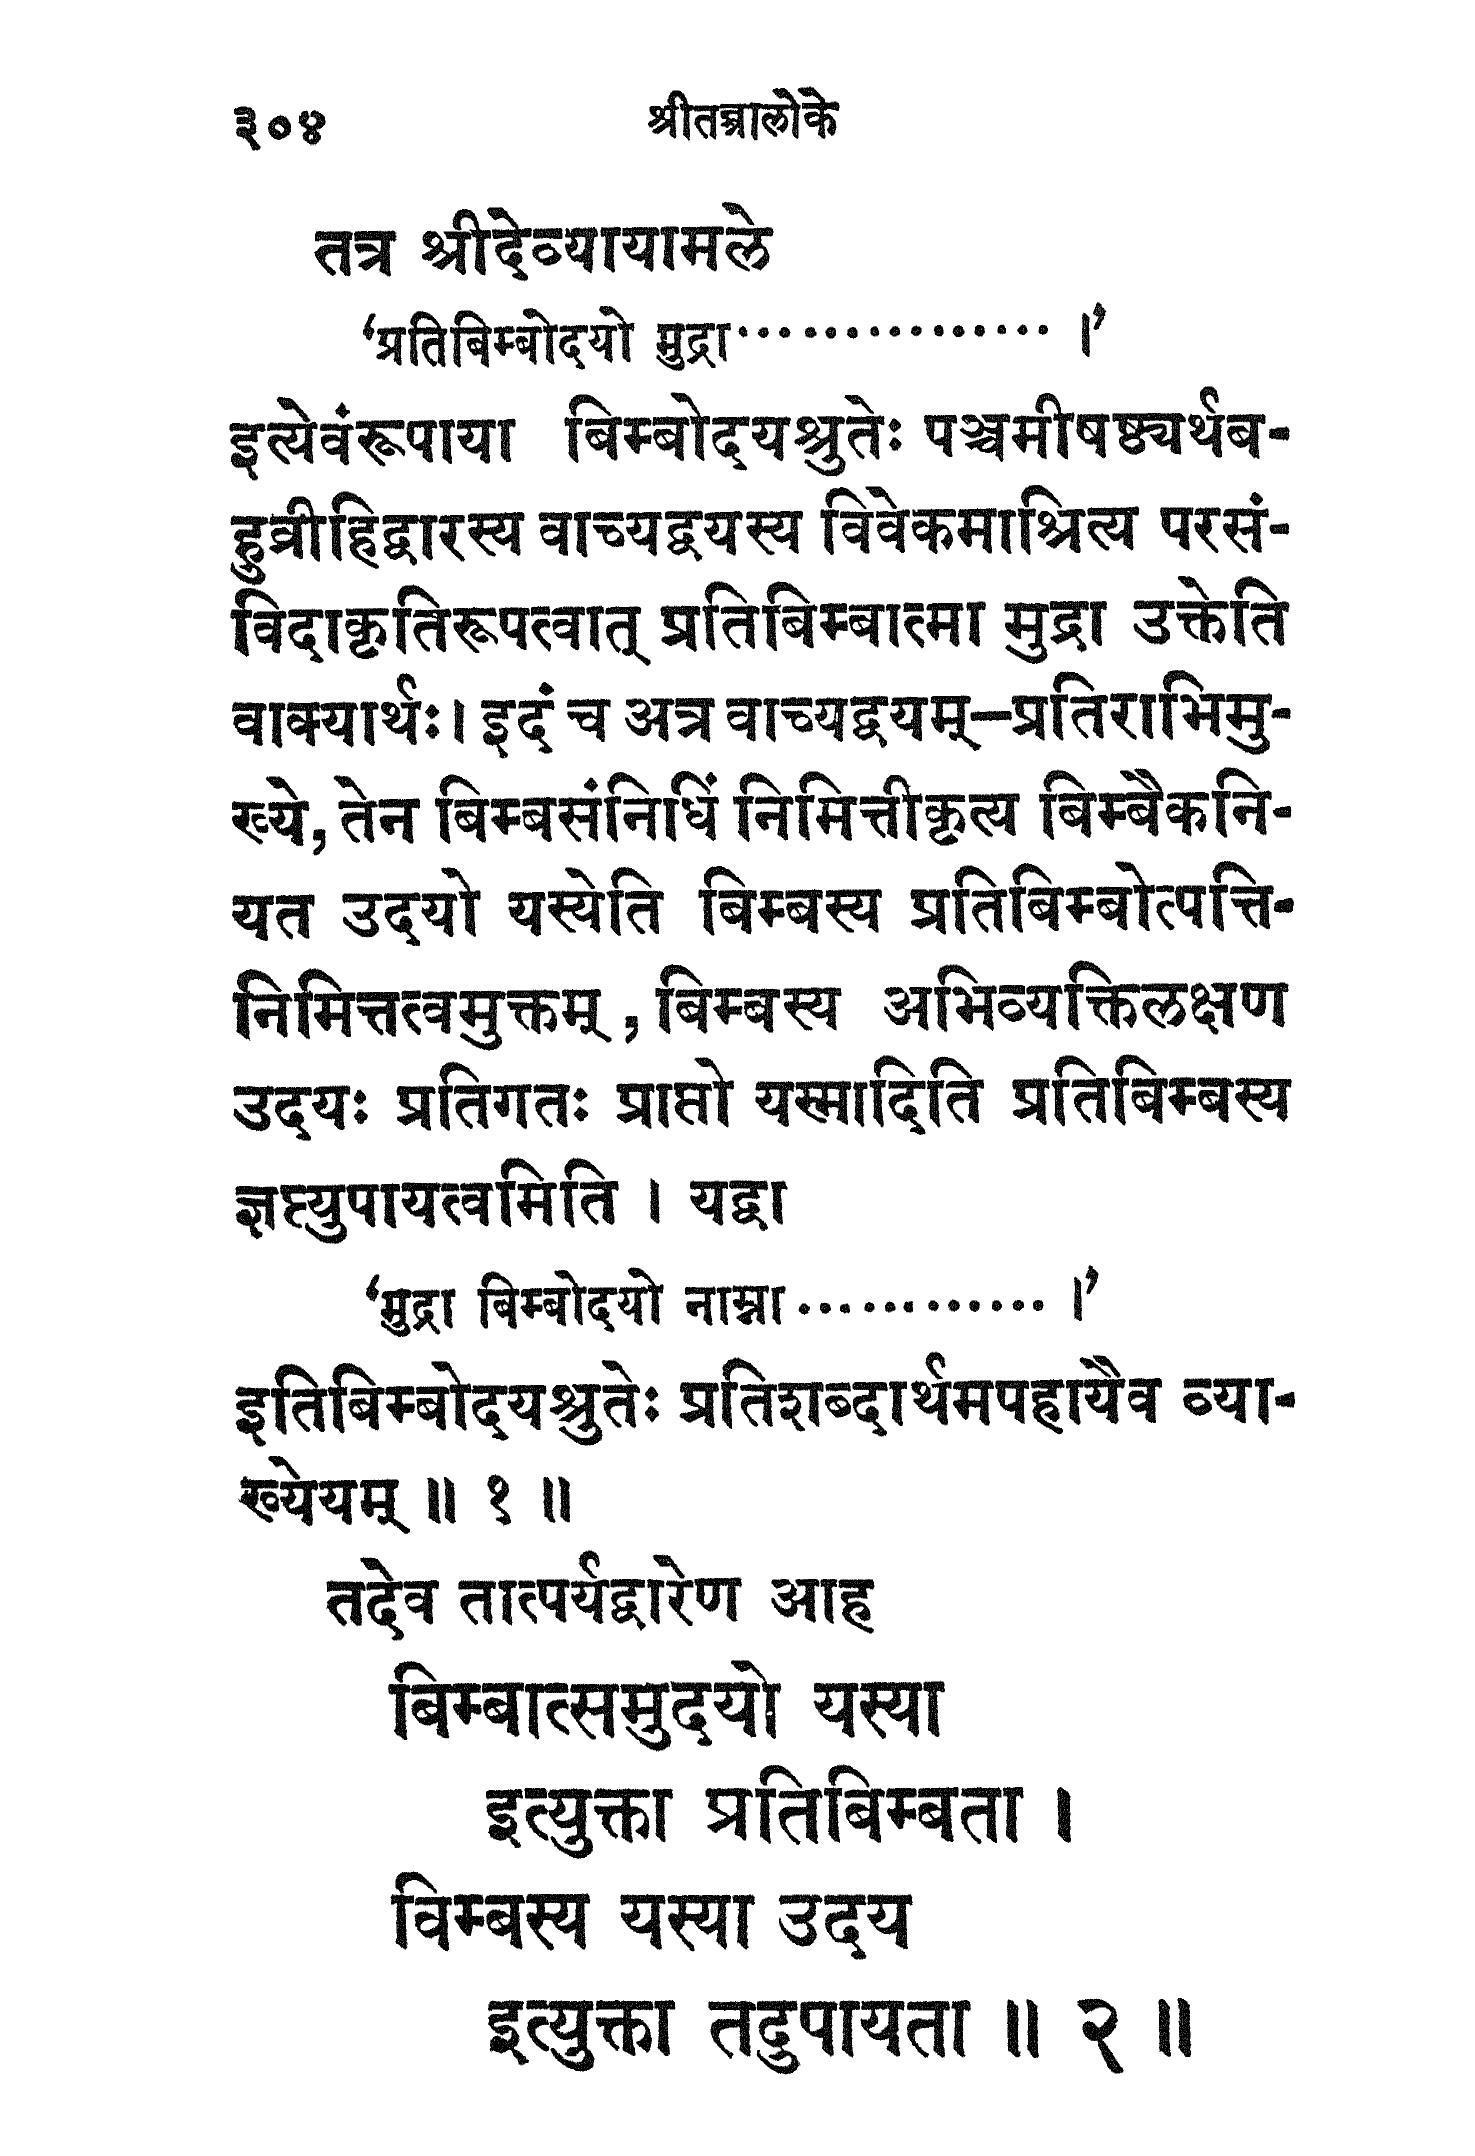 ३०४ श्रीतन्त्रालोके
तत्र श्रीदेव्यायामले
‘प्रतिबिम्बोदयो मुद्रा··············· ।’
इत्येवंरूपाया बिम्बोदयश्रुतेः पञ्चमीषष्ठ्यर्थब-
हुव्रीहिद्वारस्य वाच्यद्वयस्य विवेकमाश्रित्य परसं-
विदाकृतिरूपत्वात् प्रतिबिम्बात्मा मुद्रा उक्तेति
वाक्यार्थः। इदं च अत्र वाच्यद्वयम्–प्रतिराभिमु-
ख्ये, तेन बिम्बसंनिधिं निमित्तीकृत्य बिम्बैकनि-
यत उदयो यस्येति बिम्बस्य प्रतिबिम्बोत्पत्ति-
निमित्तत्वमुक्तम् , बिम्बस्य अभिव्यक्तिलक्षण
उदयः प्रतिगतः प्राप्तो यस्मादिति प्रतिबिम्बस्य
ज्ञप्त्युपायत्वमिति । यद्वा
‘मुद्रा बिम्बोदयो नाम्ना............ ।’
इतिबिम्बोदयश्रुतेः प्रतिशब्दार्थमपहायैव व्या-
ख्येयम् ॥ १ ॥
तदेव तात्पर्यद्वारेण आह
बिम्बात्समुदयो यस्या
इत्युक्ता प्रतिबिम्बता ।
विम्बस्य यस्या उदय
इत्युक्ता तदुपायता ॥ २ ॥